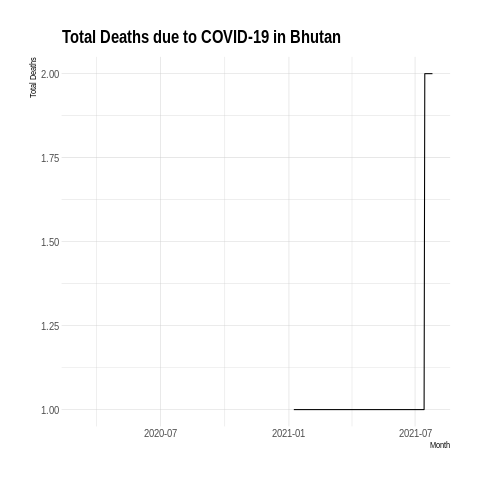 Total Deaths due to COVID-19 in Bhutan
Total Deaths
2.00
1.75
1.50
1.25
1.00
2020-07 2021-01 2021-07
Month